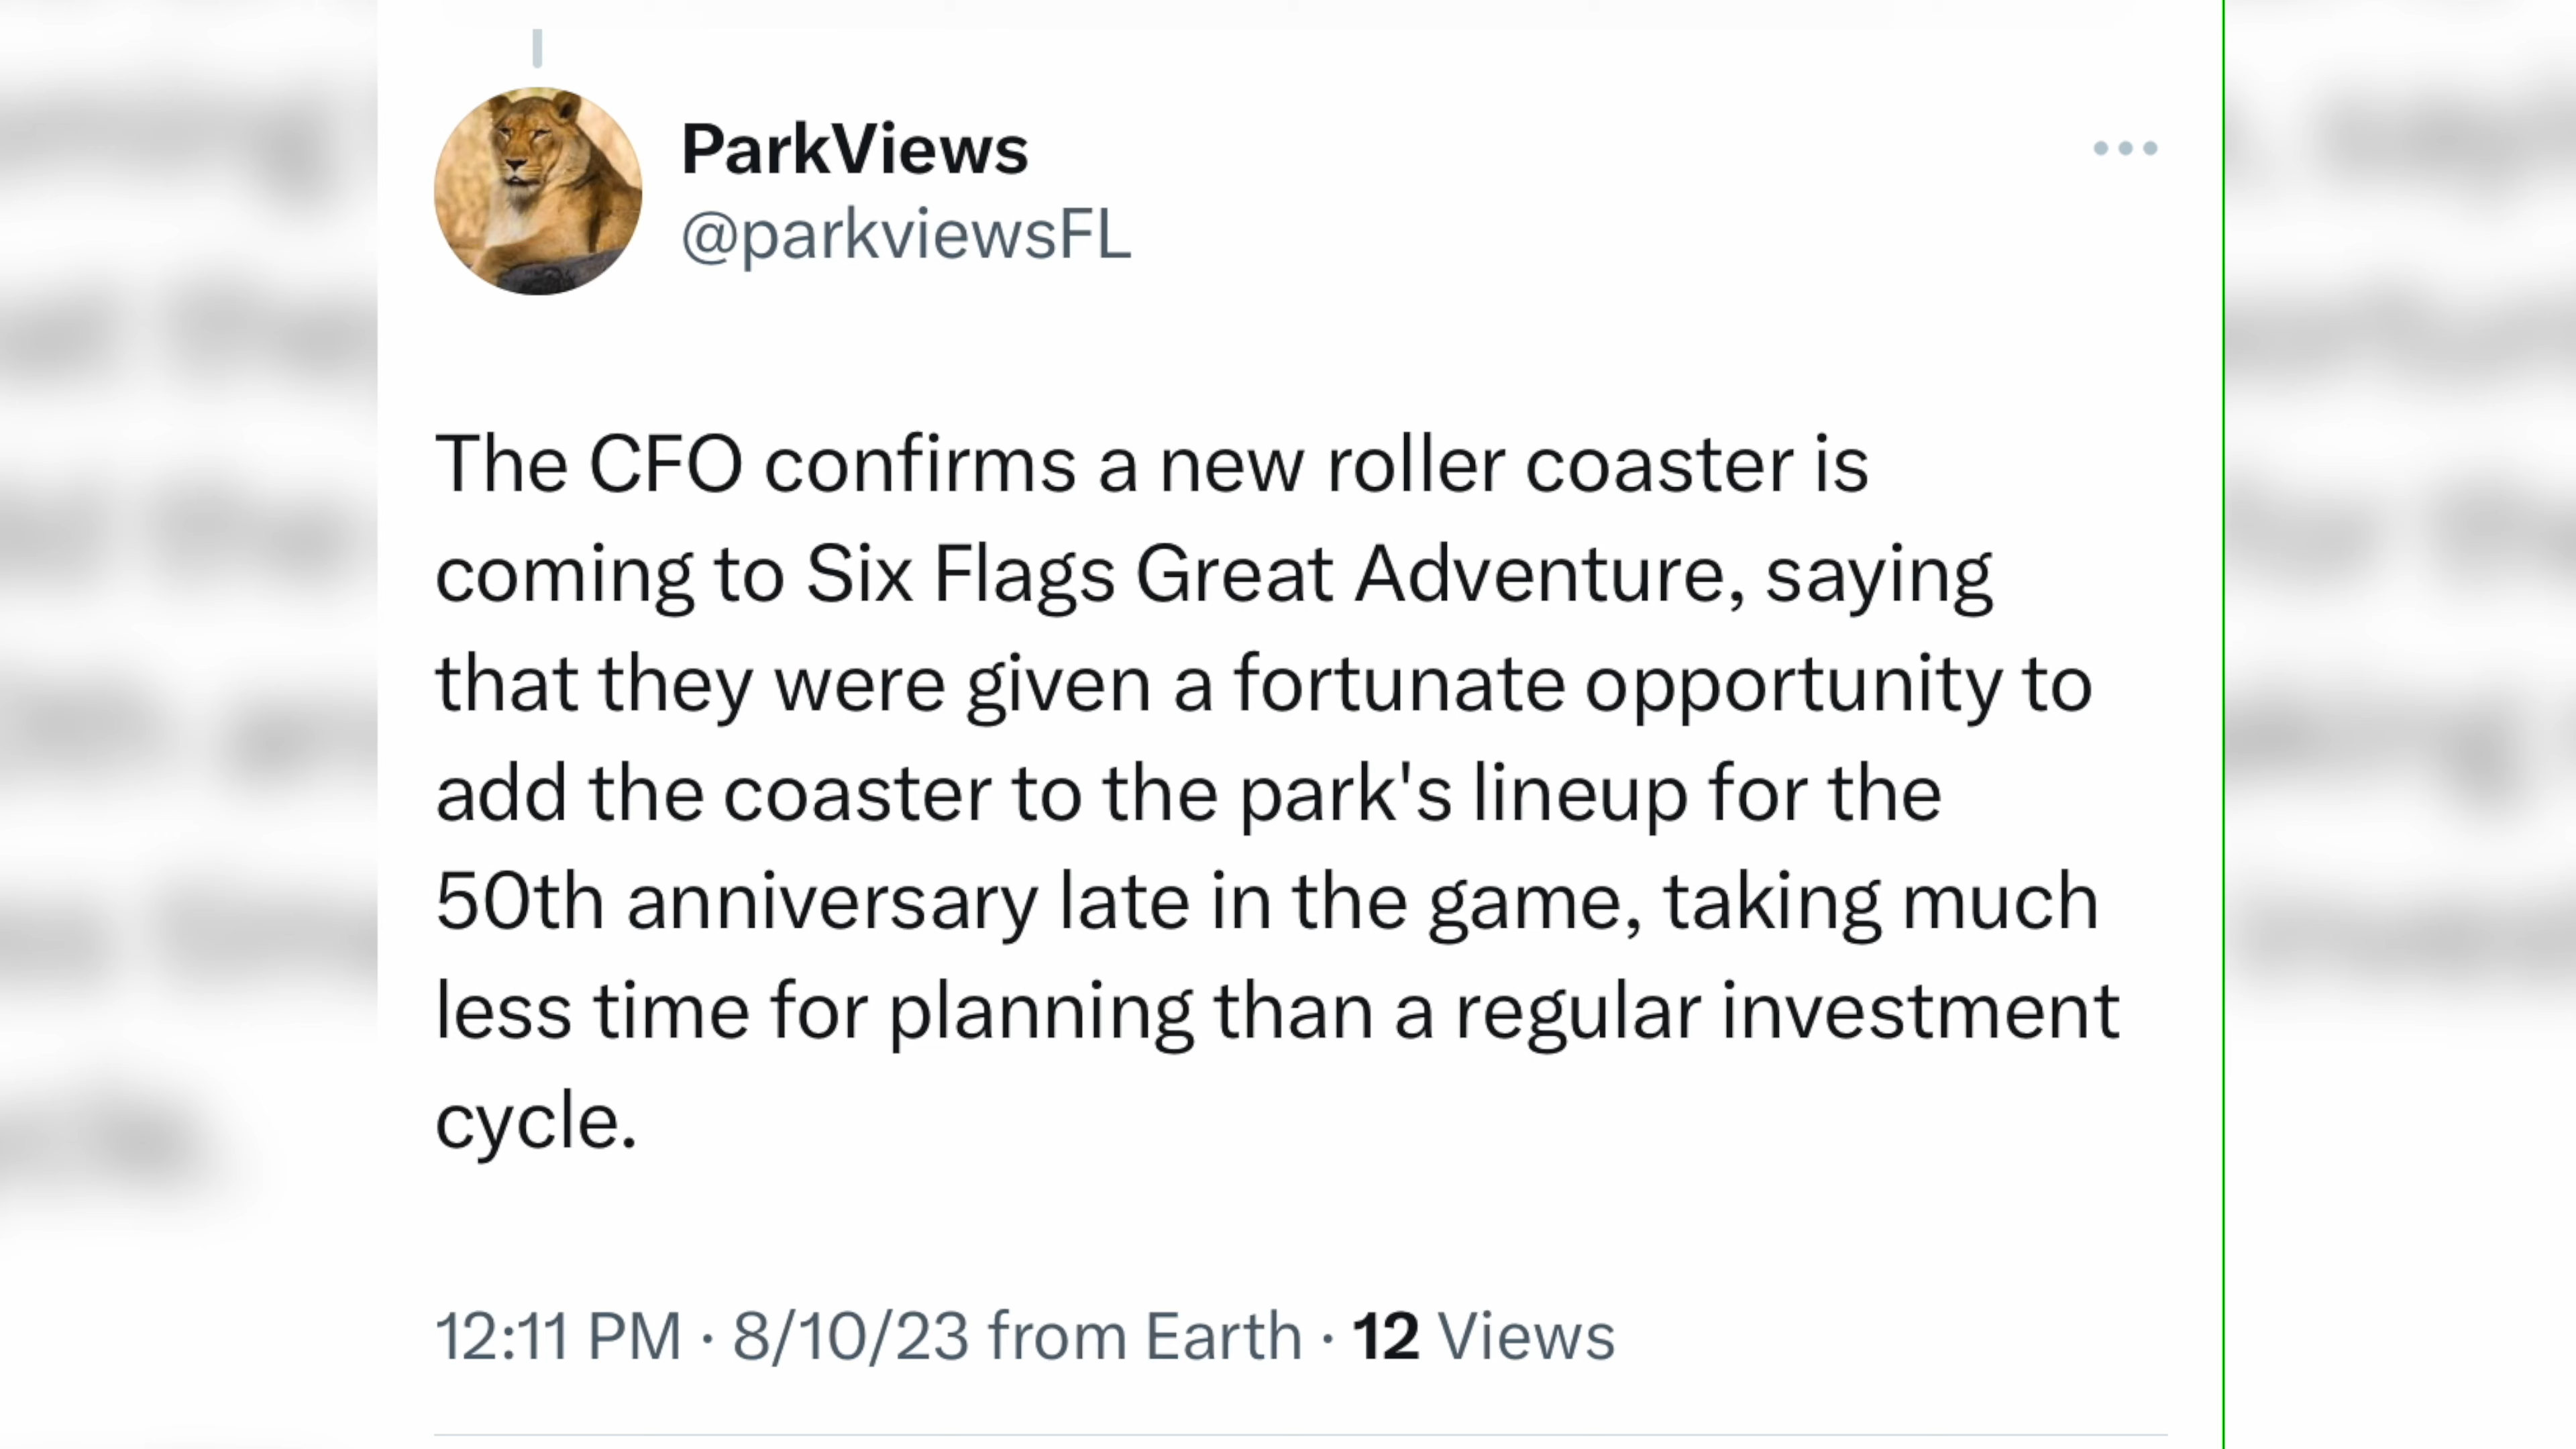 ParkViews
@parkviewsFL
The CFO confirms a new roller coaster is
coming to Six Flags Great Adventure, saying
that they were given a fortunate opportunity to
add the coaster to the park's lineup for the
50th anniversary late in the game, taking much
less time for planning than a regular investment
cycle.
12:11 PM · 8/10/23 from Earth · 12 Views